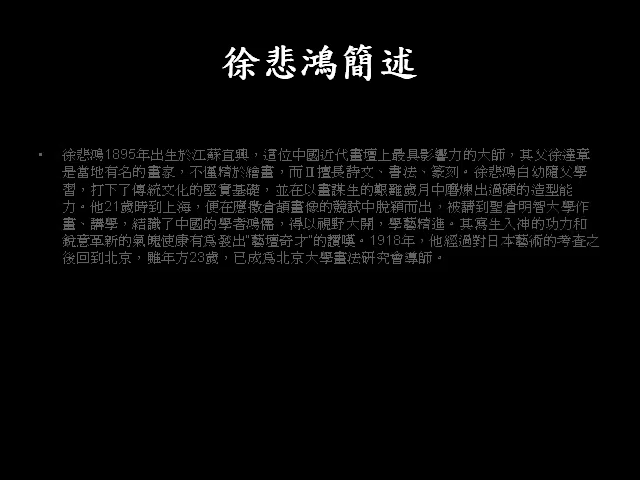 徐悲鴻簡述
• 徐悲鴻1895年出生於江蘇宜興，這位中國近代畫壇上最具影響力的大師，其父徐達章
是當地有名的畫家，不僅精於繪畫，而Ⅱ擅長詩文、書法、篆刻。徐悲鴻自幼隨父學
習，打下了傳統文化的堅實基礎，並在以畫謀生的艱難歲月中磨煉出過硬的造型能
力。他21歲時到上海，便在應徵倉頡畫像的競試中脫穎而出，被請到聖倉明智大學作
畫、講學，結識了中國的學者鴻儒，得以視野大開，學藝精進。其寫生入神的功力和
銳意革新的氣魄使康有爲發出"藝壇奇才"的讚嘆。1918年，他經過對日本藝術的考查之
後回到北京，雖年方23歲，已成爲北京大學畫法研究會導師。